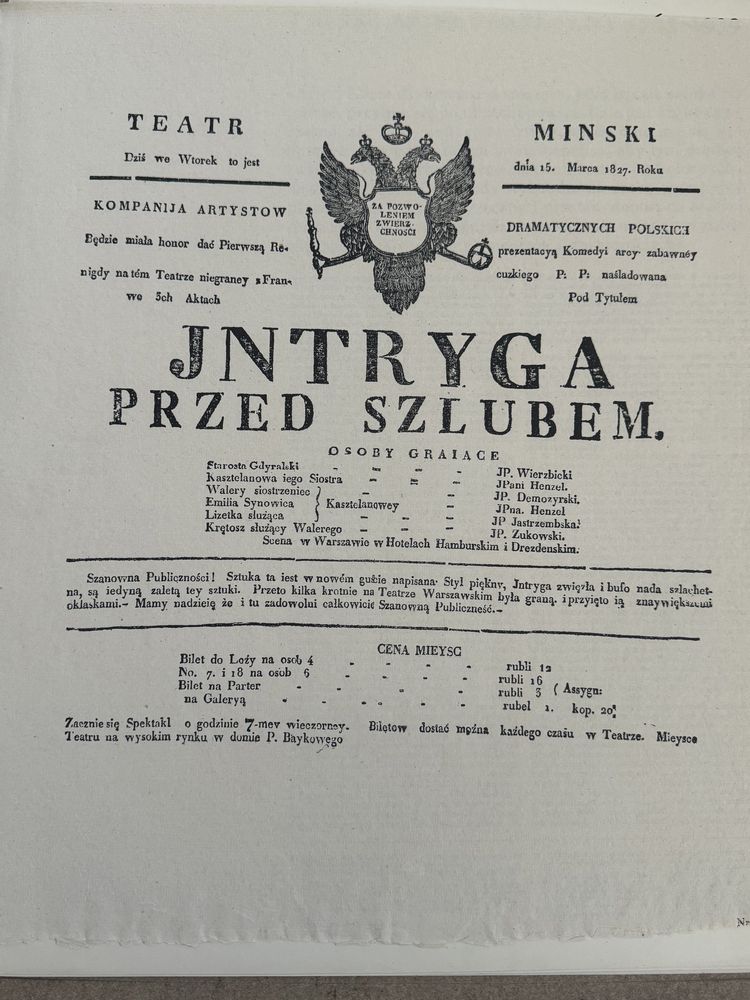 TEATR MINSKI
Dziś we Wtorek to jest dnia 15. Marca 1827. Roku
ZA POZWO-
LENIEM
ZWIERZ-
CHNOŚCI
KOMPANIJA ARTYSTOW DRAMATYCZNYCH POLSKICH
Będzie miała honor dać Pierwszą Re- prezentacyą Komedyi arcy- zabawnéy
nigdy na tém Teatrze niegraney z Fran- cuzkiego P: P: naśladowana
we 5ch Aktach Pod Tytulem
JNTRYGA
PRZED SZLUBEM.
OSOBY GRAIĄCE
Starosta Gdyralski - - - - JP. Wierzbicki
Kasztelanowa iego Siostra - - - JPani Henzel.
Walery siostrzeniec } - - JP. Demozyrski.
Emilia Synowica } Kasztelanowey - JPna. Henzel
Lizetka służąca } - - - JP Jastrzembska.
Krętosz służący Walerego - - - JP. Zukowski.
Scena w Warszawie w Hotelach Hamburskim i Drezdenskim.
Szanowna Publiczności! Sztuka ta jest w nowém guście napisana. Styl piękny, Jntryga zwięzła i bufo nada szlachet-
na, są iedyną zaletą tey sztuki. Przeto kilka krotnie na Teatrze Warszawskim była graną. i przyięto ią znaywiększemi
oklaskami.- Mamy nadzieię że i tu zadowolni całkowicie Szanowną Publiczność.-
CENA MIEYSC
Bilet do Loży na osob 4 - - - - rubli 12
No. 7. i 18 na osob 6 - - - - rubli 16
Bilet na Parter - - - - rubli 3 ( Assygn:
na Galeryą - - - - - rubel 1. kop. 20
Zacznie się Spektakl o godzinie 7-mey wieczorney. Biletow dostać można każdego czasu w Teatrze. Mieysce
Teatru na wysokim rynku w domie P. Baykowego